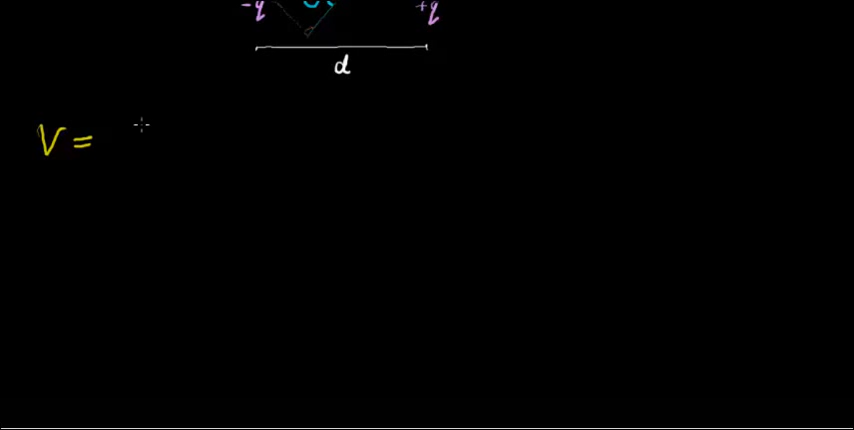 -q +q
d
V =